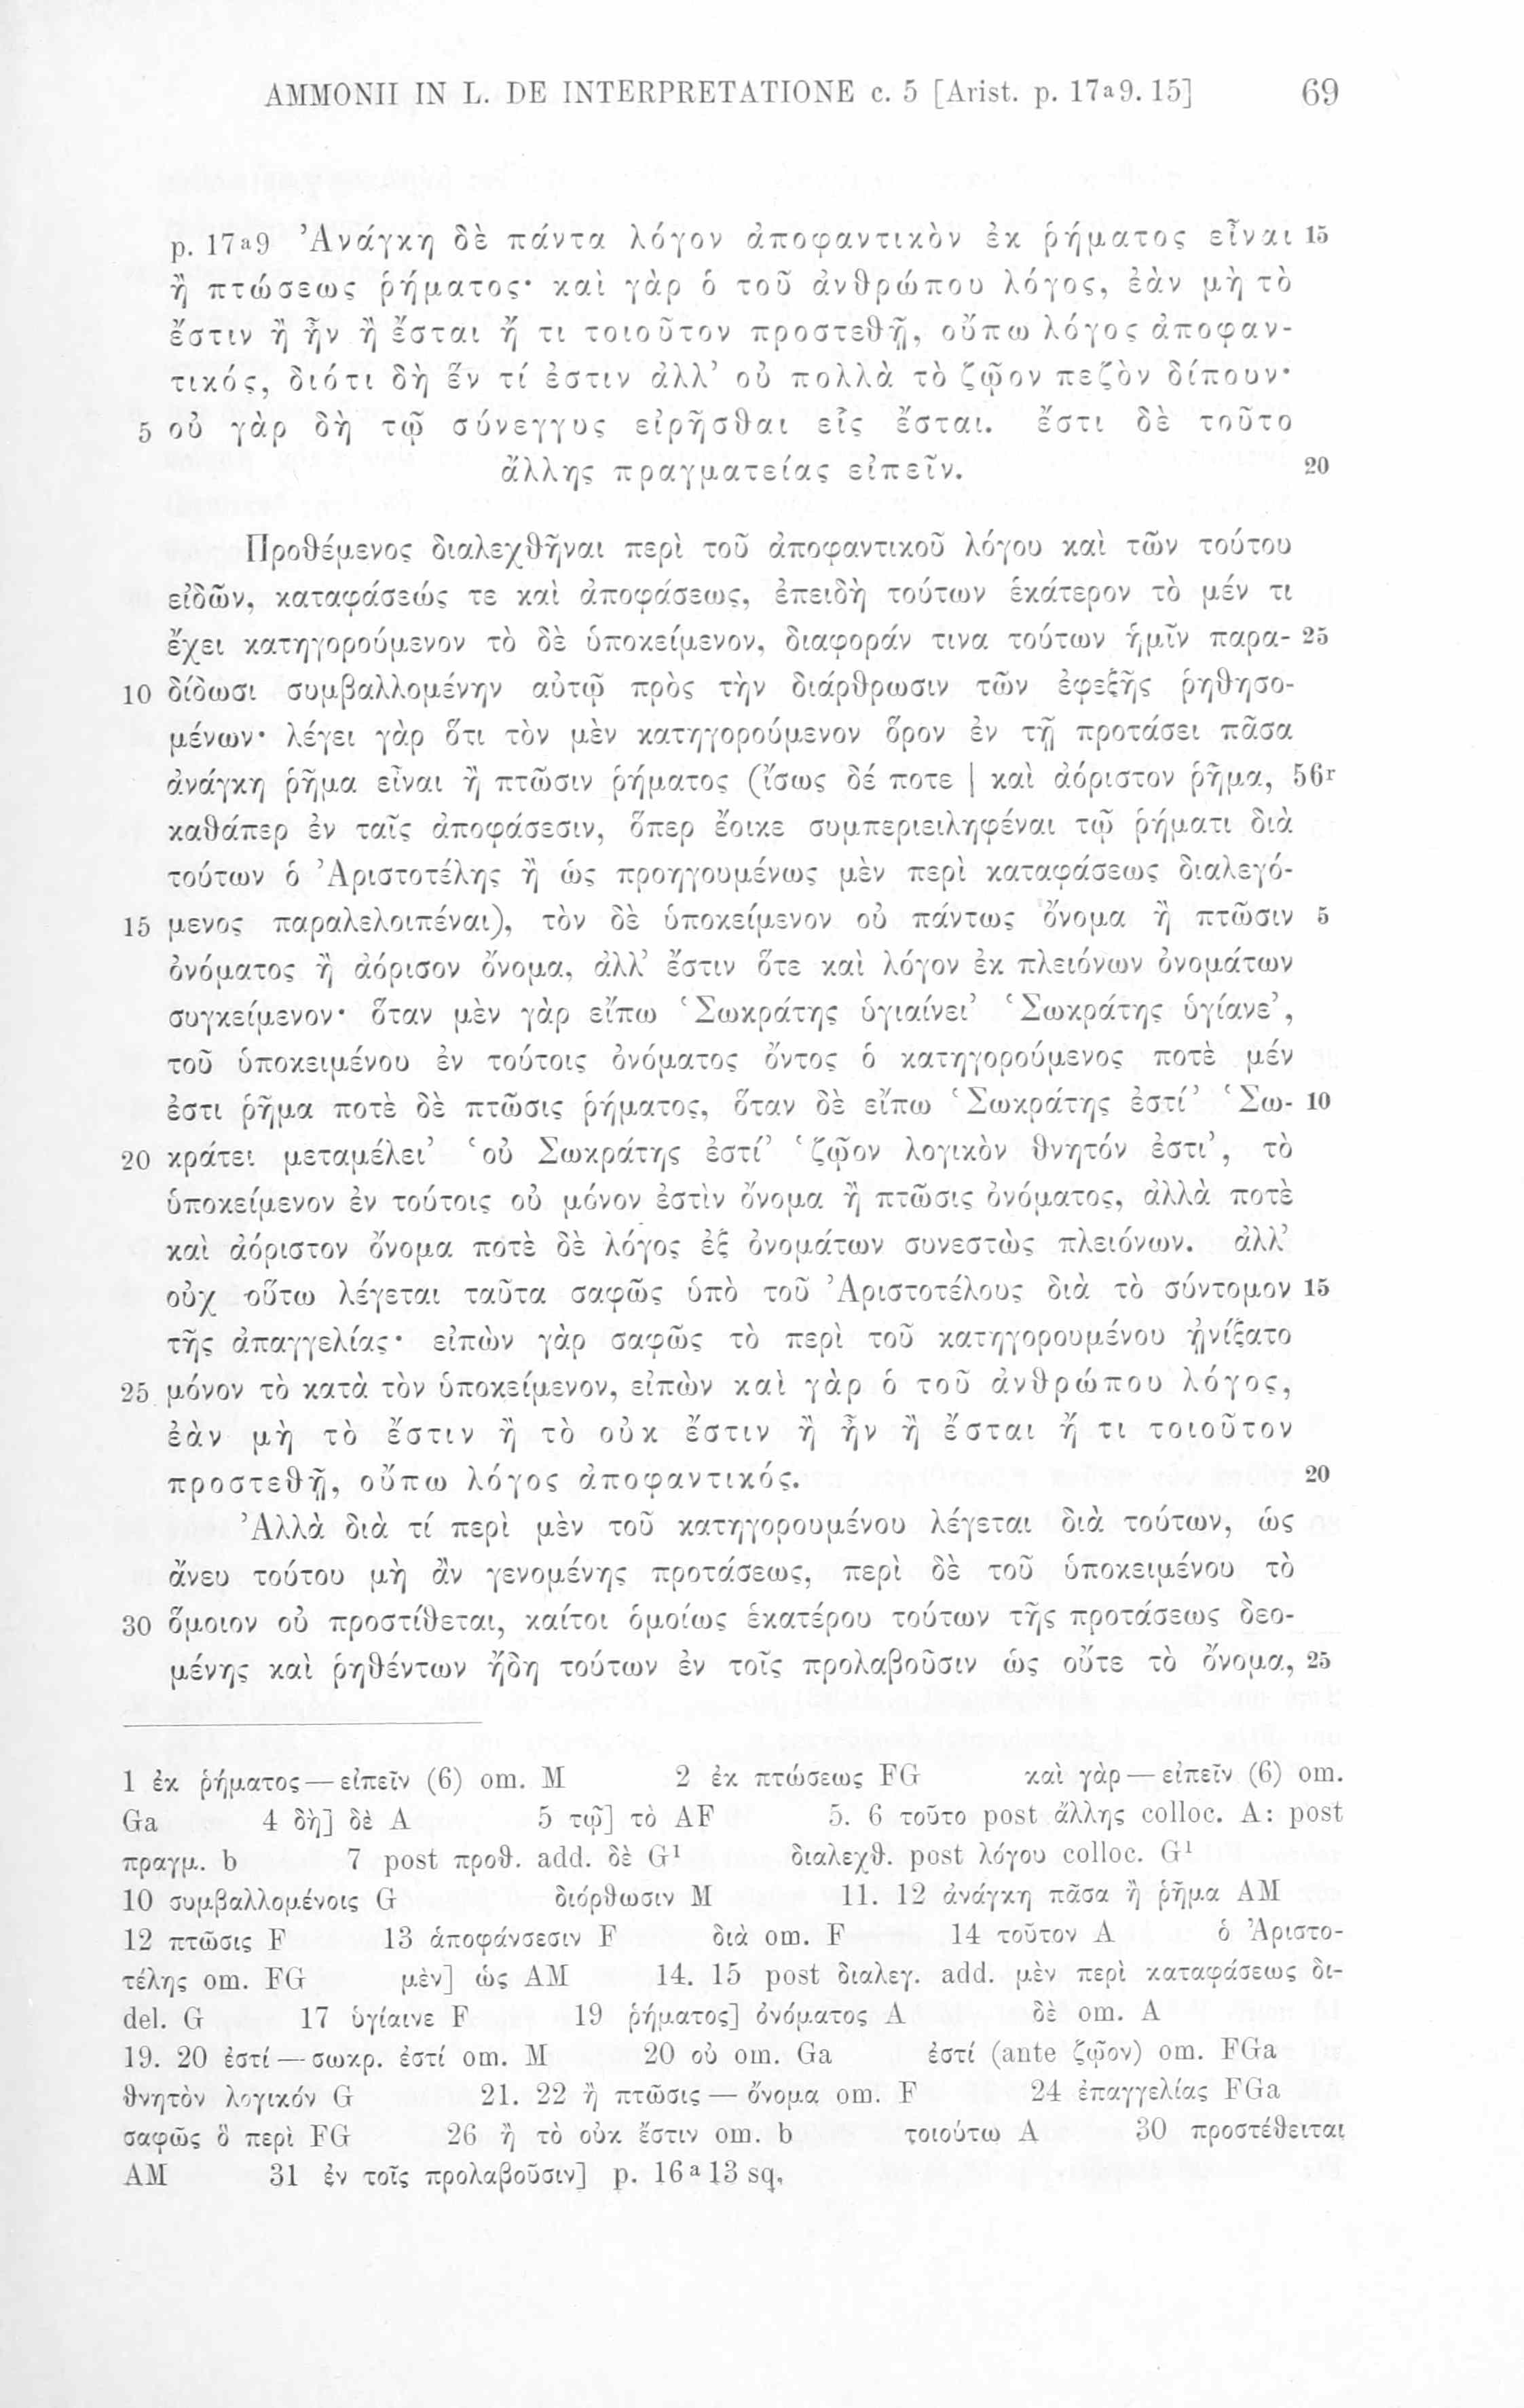 AMMONII IN L. DE INTERPRETATIONE c. 5 [Arist. p. 17a9. 15] 69
p. 17a9 Ἀνάγκη δὲ πάντα λόγον ἀποφαντικὸν ἐκ ῥήματος εἶναι 15
ἢ πτώσεως ῥήματος· καὶ γὰρ ὁ τοῦ ἀνθρώπου λόγος, ἐὰν μὴ τὸ
ἔστιν ἢ ἦν ἢ ἔσται ἤ τι τοιοῦτον προστεθῇ, οὔπω λόγος ἀποφαν-
τικός, διότι δὴ ἕν τί ἐστιν ἀλλ’ οὐ πολλὰ τὸ ζῷον πεζὸν δίπουν·
5 οὐ γὰρ δὴ τῷ σύνεγγυς εἰρῆσθαι εἷς ἔσται. ἔστι δὲ τοῦτο
ἄλλης πραγματείας εἰπεῖν. 20
Προθέμενος διαλεχθῆναι περὶ τοῦ ἀποφαντικοῦ λόγου καὶ τῶν τούτου
εἰδῶν, καταφάσεώς τε καὶ ἀποφάσεως, ἐπειδὴ τούτων ἑκάτερον τὸ μέν τι
ἔχει κατηγορούμενον τὸ δὲ ὑποκείμενον, διαφοράν τινα τούτων ἡμῖν παρα- 25
10 δίδωσι συμβαλλομένην αὐτῷ πρὸς τὴν διάρθρωσιν τῶν ἐφεξῆς ῥηθησο-
μένων· λέγει γὰρ ὅτι τὸν μὲν κατηγορούμενον ὅρον ἐν τῇ προτάσει πᾶσα
ἀνάγκη ῥῆμα εἶναι ἢ πτῶσιν ῥήματος (ἴσως δέ ποτε | καὶ ἀόριστον ῥῆμα, 56r
καθάπερ ἐν ταῖς ἀποφάσεσιν, ὅπερ ἔοικε συμπεριειληφέναι τῷ ῥήματι διὰ
τούτων ὁ Ἀριστοτέλης ἢ ὡς προηγουμένως μὲν περὶ καταφάσεως διαλεγό-
15 μενος παραλελοιπέναι), τὸν δὲ ὑποκείμενον οὐ πάντως ὄνομα ἢ πτῶσιν 5
ὀνόματος ἢ ἀόρισον ὄνομα, ἀλλ’ ἔστιν ὅτε καὶ λόγον ἐκ πλειόνων ὀνομάτων
συγκείμενον· ὅταν μὲν γὰρ εἴπω ‘Σωκράτης ὑγιαίνει’ ‘Σωκράτης ὑγίανε’,
τοῦ ὑποκειμένου ἐν τούτοις ὀνόματος ὄντος ὁ κατηγορούμενος ποτὲ μέν
ἐστι ῥῆμα ποτὲ δὲ πτῶσις ῥήματος, ὅταν δὲ εἴπω ‘Σωκράτης ἐστί’ ‘Σω- 10
20 κράτει μεταμέλει’ ‘οὐ Σωκράτης ἐστί’ ‘ζῷον λογικὸν θνητόν ἐστι’, τὸ
ὑποκείμενον ἐν τούτοις οὐ μόνον ἐστὶν ὄνομα ἢ πτῶσις ὀνόματος, ἀλλὰ ποτὲ
καὶ ἀόριστον ὄνομα ποτὲ δὲ λόγος ἐξ ὀνομάτων συνεστὼς πλειόνων. ἀλλ’
οὐχ οὕτω λέγεται ταῦτα σαφῶς ὑπὸ τοῦ Ἀριστοτέλους διὰ τὸ σύντομον 15
τῆς ἀπαγγελίας· εἰπὼν γὰρ σαφῶς τὸ περὶ τοῦ κατηγορουμένου ᾐνίξατο
25 μόνον τὸ κατὰ τὸν ὑποκείμενον, εἰπὼν καὶ γὰρ ὁ τοῦ ἀνθρώπου λόγος,
ἐὰν μὴ τὸ ἔστιν ἢ τὸ οὐκ ἔστιν ἢ ἦν ἢ ἔσται ἤ τι τοιοῦτον
προστεθῇ, οὔπω λόγος ἀποφαντικός. 20
Ἀλλὰ διὰ τί περὶ μὲν τοῦ κατηγορουμένου λέγεται διὰ τούτων, ὡς
ἄνευ τούτου μὴ ἂν γενομένης προτάσεως, περὶ δὲ τοῦ ὑποκειμένου τὸ
30 ὅμοιον οὐ προστίθεται, καίτοι ὁμοίως ἑκατέρου τούτων τῆς προτάσεως δεο-
μένης καὶ ῥηθέντων ἤδη τούτων ἐν τοῖς προλαβοῦσιν ὡς οὔτε τὸ ὄνομα, 25
1 ἐκ ῥήματος — εἰπεῖν (6) om. M 2 ἐκ πτώσεως FG καὶ γὰρ — εἰπεῖν (6) om.
Ga 4 δὴ] δὲ A 5 τῷ] τὸ AF 5. 6 τοῦτο post ἄλλης colloc. A: post
πραγμ. b 7 post προθ. add. δὲ G¹ διαλεχθ. post λόγου colloc. G¹
10 συμβαλλομένοις G διόρθωσιν M 11. 12 ἀνάγκη πᾶσα ἢ ῥῆμα AM
12 πτῶσις F 13 ἀποφάνσεσιν F διὰ om. F 14 τοῦτον A ὁ Ἀριστο-
τέλης om. FG μὲν] ὡς AM 14. 15 post διαλεγ. add. μὲν περὶ καταφάσεως δι-
del. G 17 ὑγίαινε F 19 ῥήματος] ὀνόματος A δὲ om. A
19. 20 ἐστί — σωκρ. ἐστί om. M 20 οὐ om. Ga ἐστί (ante ζῷον) om. FGa
θνητὸν λογικόν G 21. 22 ἢ πτῶσις — ὄνομα om. F 24 ἐπαγγελίας FGa
σαφῶς ὃ περὶ FG 26 ἢ τὸ οὐκ ἔστιν om. b τοιούτω A 30 προστέθειται
AM 31 ἐν τοῖς προλαβοῦσιν] p. 16a13 sq.